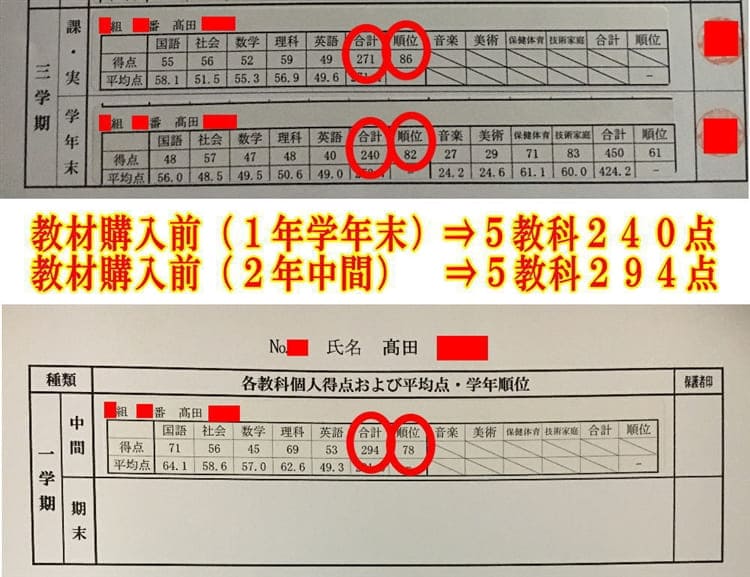 課・実
三学期
組 番 髙田
国語 社会 数学 理科 英語 合計 順位 音楽 美術 保健体育 技術家庭 合計 順位
得点 55 56 52 59 49 271 86
平均点 58.1 51.5 55.3 56.9 49.6 －
学年末
組 番 髙田
国語 社会 数学 理科 英語 合計 順位 音楽 美術 保健体育 技術家庭 合計 順位
得点 48 57 47 48 40 240 82 27 29 71 83 450 61
平均点 56.0 48.5 49.5 50.6 49.0 24.2 24.6 61.1 60.0 424.2 －
教材購入前（１年学年末）⇒５教科２４０点
教材購入前（２年中間） ⇒５教科２９４点
No. 氏名 髙田
種類 各教科個人得点および平均点・学年順位 保護者印
一学期
中間
組 番 髙田
国語 社会 数学 理科 英語 合計 順位 音楽 美術 保健体育 技術家庭 合計 順位
得点 71 56 45 69 53 294 78
平均点 64.1 58.6 57.0 62.6 49.3 －
期末